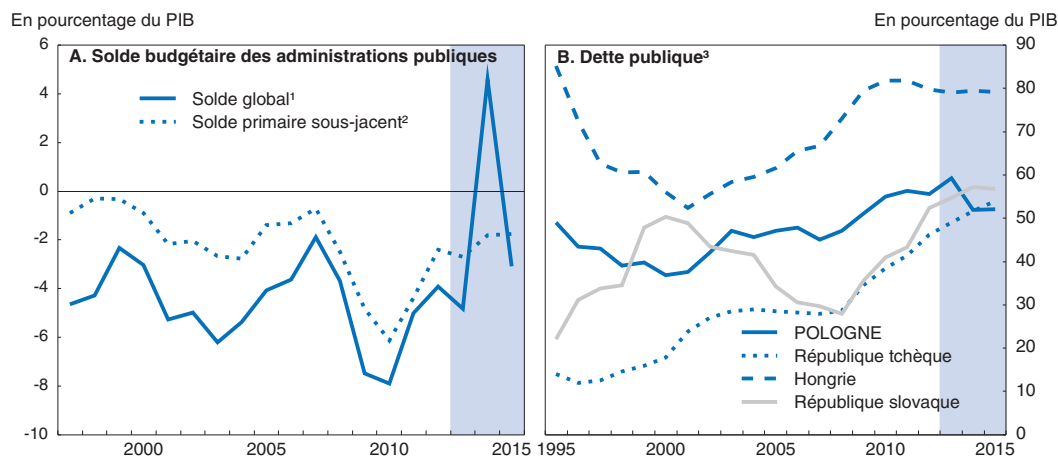 En pourcentage du PIB
En pourcentage du PIB
A. Solde budgétaire des administrations publiques
Solde global¹
Solde primaire sous-jacent²
6
4
2
0
-2
-4
-6
-8
-10
2000
2005
2010
2015
B. Dette publique³
90
80
70
60
50
40
30
20
10
0
POLOGNE
République tchèque
Hongrie
République slovaque
1995
2000
2005
2010
2015